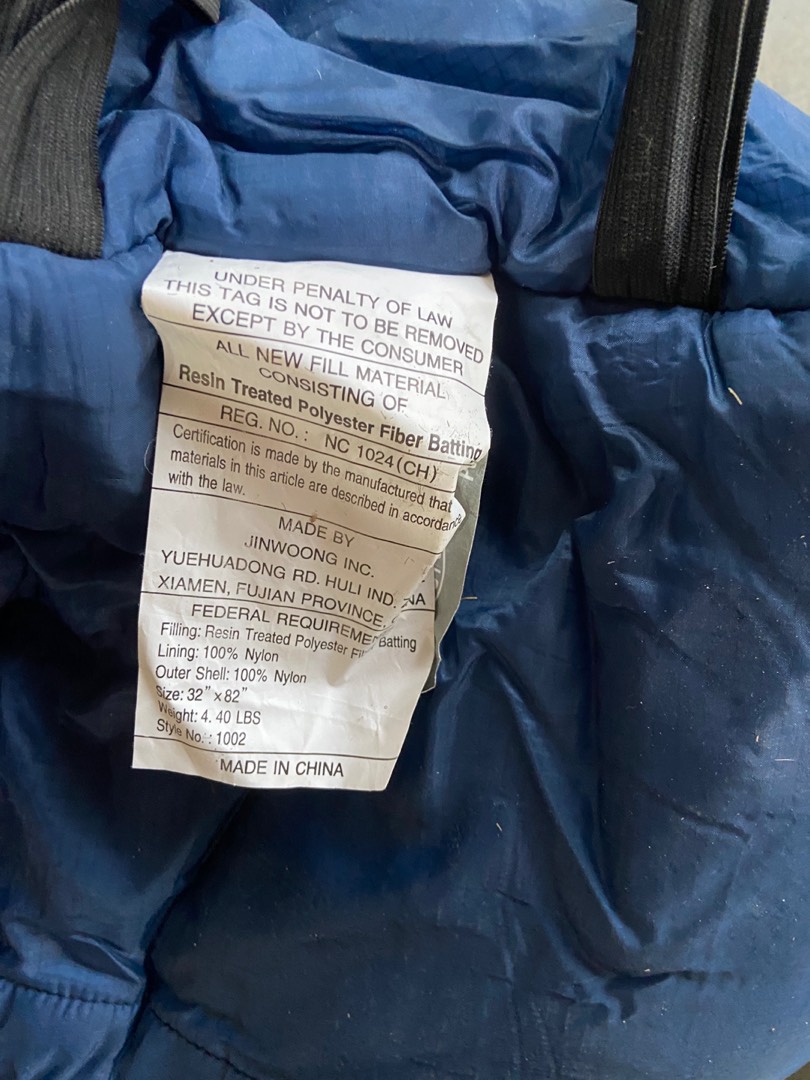 UNDER PENALTY OF LAW
THIS TAG IS NOT TO BE REMOVED
EXCEPT BY THE CONSUMER
ALL NEW FILL MATERIAL
CONSISTING OF
Resin Treated Polyester Fiber Batting
REG. NO.: NC 1024(CH)
Certification is made by the manufactured that
materials in this article are described in accordanc
with the law.
MADE BY
JINWOONG INC.
YUEHUADONG RD. HULI IND.
XIAMEN, FUJIAN PROVINCE, NA
FEDERAL REQUIREME
Filling: Resin Treated Polyester Fi Batting
Lining: 100% Nylon
Outer Shell: 100% Nylon
Size: 32" x 82"
Weight: 4.40 LBS
Style No.: 1002
MADE IN CHINA